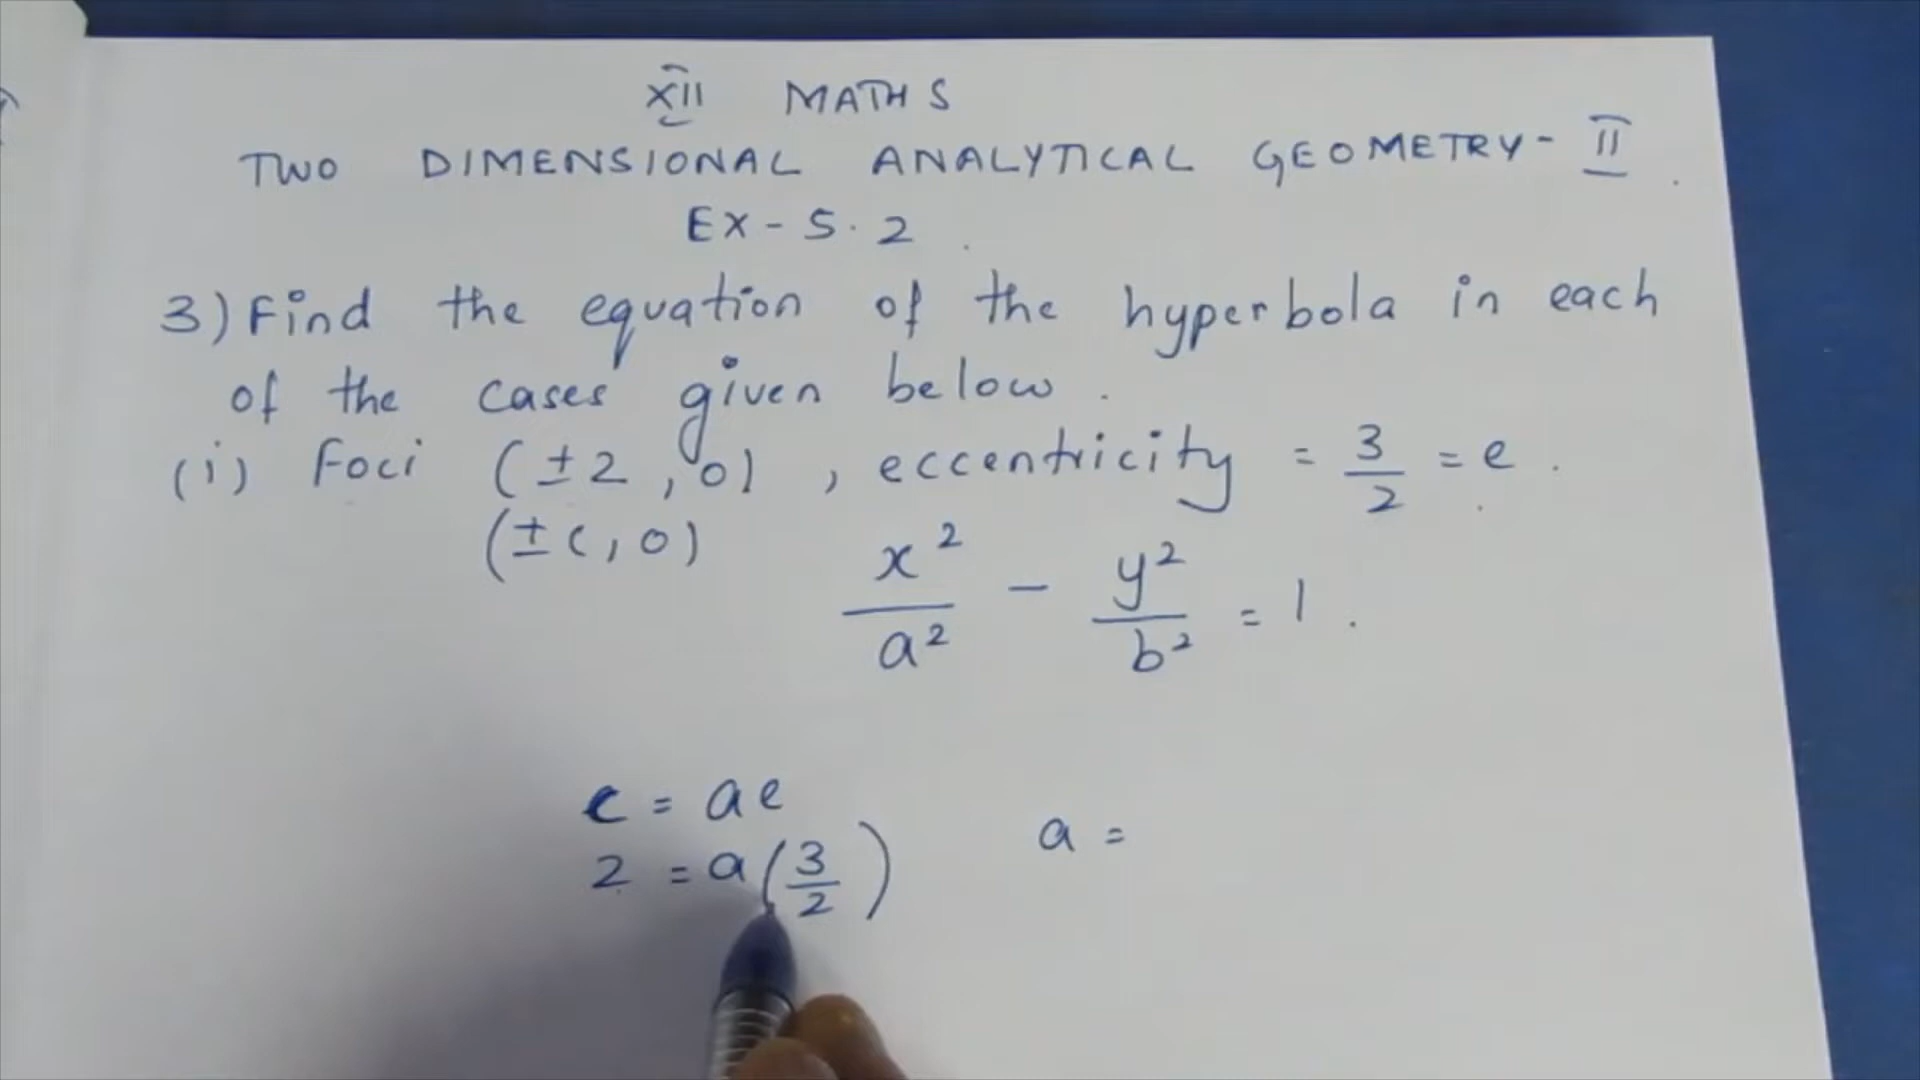 XII MATHS
TWO DIMENSIONAL ANALYTICAL GEOMETRY - II
EX - 5.2
3) Find the equation of the hyperbola in each
of the cases given below.
(i) Foci (±2, 0), eccentricity = 3/2 = e.
(±c, 0)
x²/a² - y²/b² = 1.
c = ae
2 = a(3/2) a =